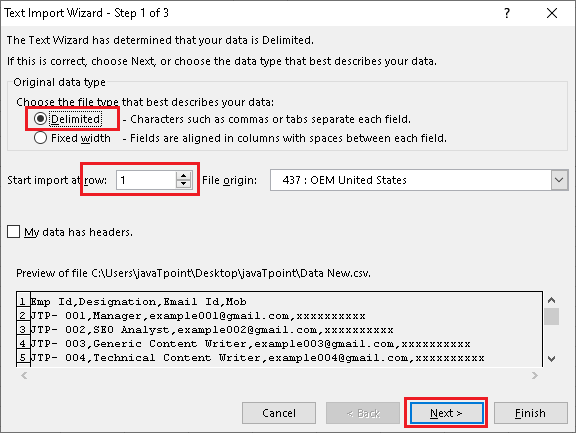 Text Import Wizard - Step 1 of 3
The Text Wizard has determined that your data is Delimited.
If this is correct, choose Next, or choose the data type that best describes your data.
Original data type
Choose the file type that best describes your data:
Delimited - Characters such as commas or tabs separate each field.
Fixed width - Fields are aligned in columns with spaces between each field.
Start import at row: 1 File origin: 437 : OEM United States
My data has headers.
Preview of file C:\Users\javaTpoint\Desktop\javaTpoint\Data New.csv.
1 Emp Id,Designation,Email Id,Mob
2 JTP- 001,Manager,example001@gmail.com,xxxxxxxxxx
3 JTP- 002,SEO Analyst,example002@gmail.com,xxxxxxxxxx
4 JTP- 003,Generic Content Writer,example003@gmail.com,xxxxxxxxxx
5 JTP- 004,Technical Content Writer,example004@gmail.com,xxxxxxxxxx
Cancel < Back Next > Finish